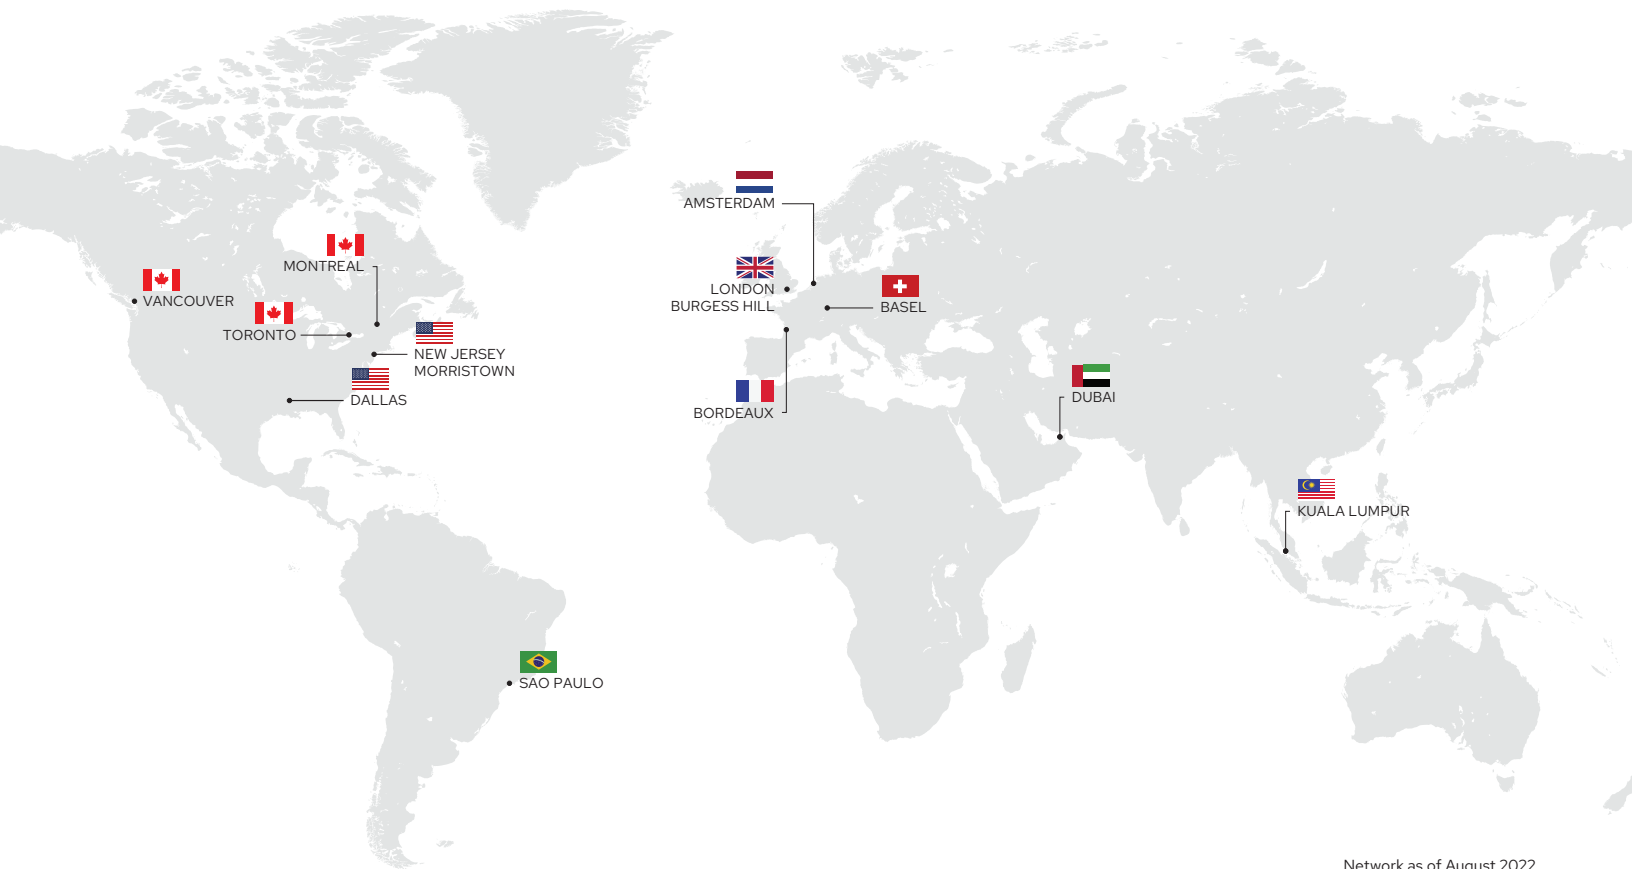 AMSTERDAM
MONTREAL
VANCOUVER
TORONTO
LONDON
BURGESS HILL
BASEL
NEW JERSEY
MORRISTOWN
DALLAS
BORDEAUX
DUBAI
KUALA LUMPUR
SAO PAULO
Network as of August 2022